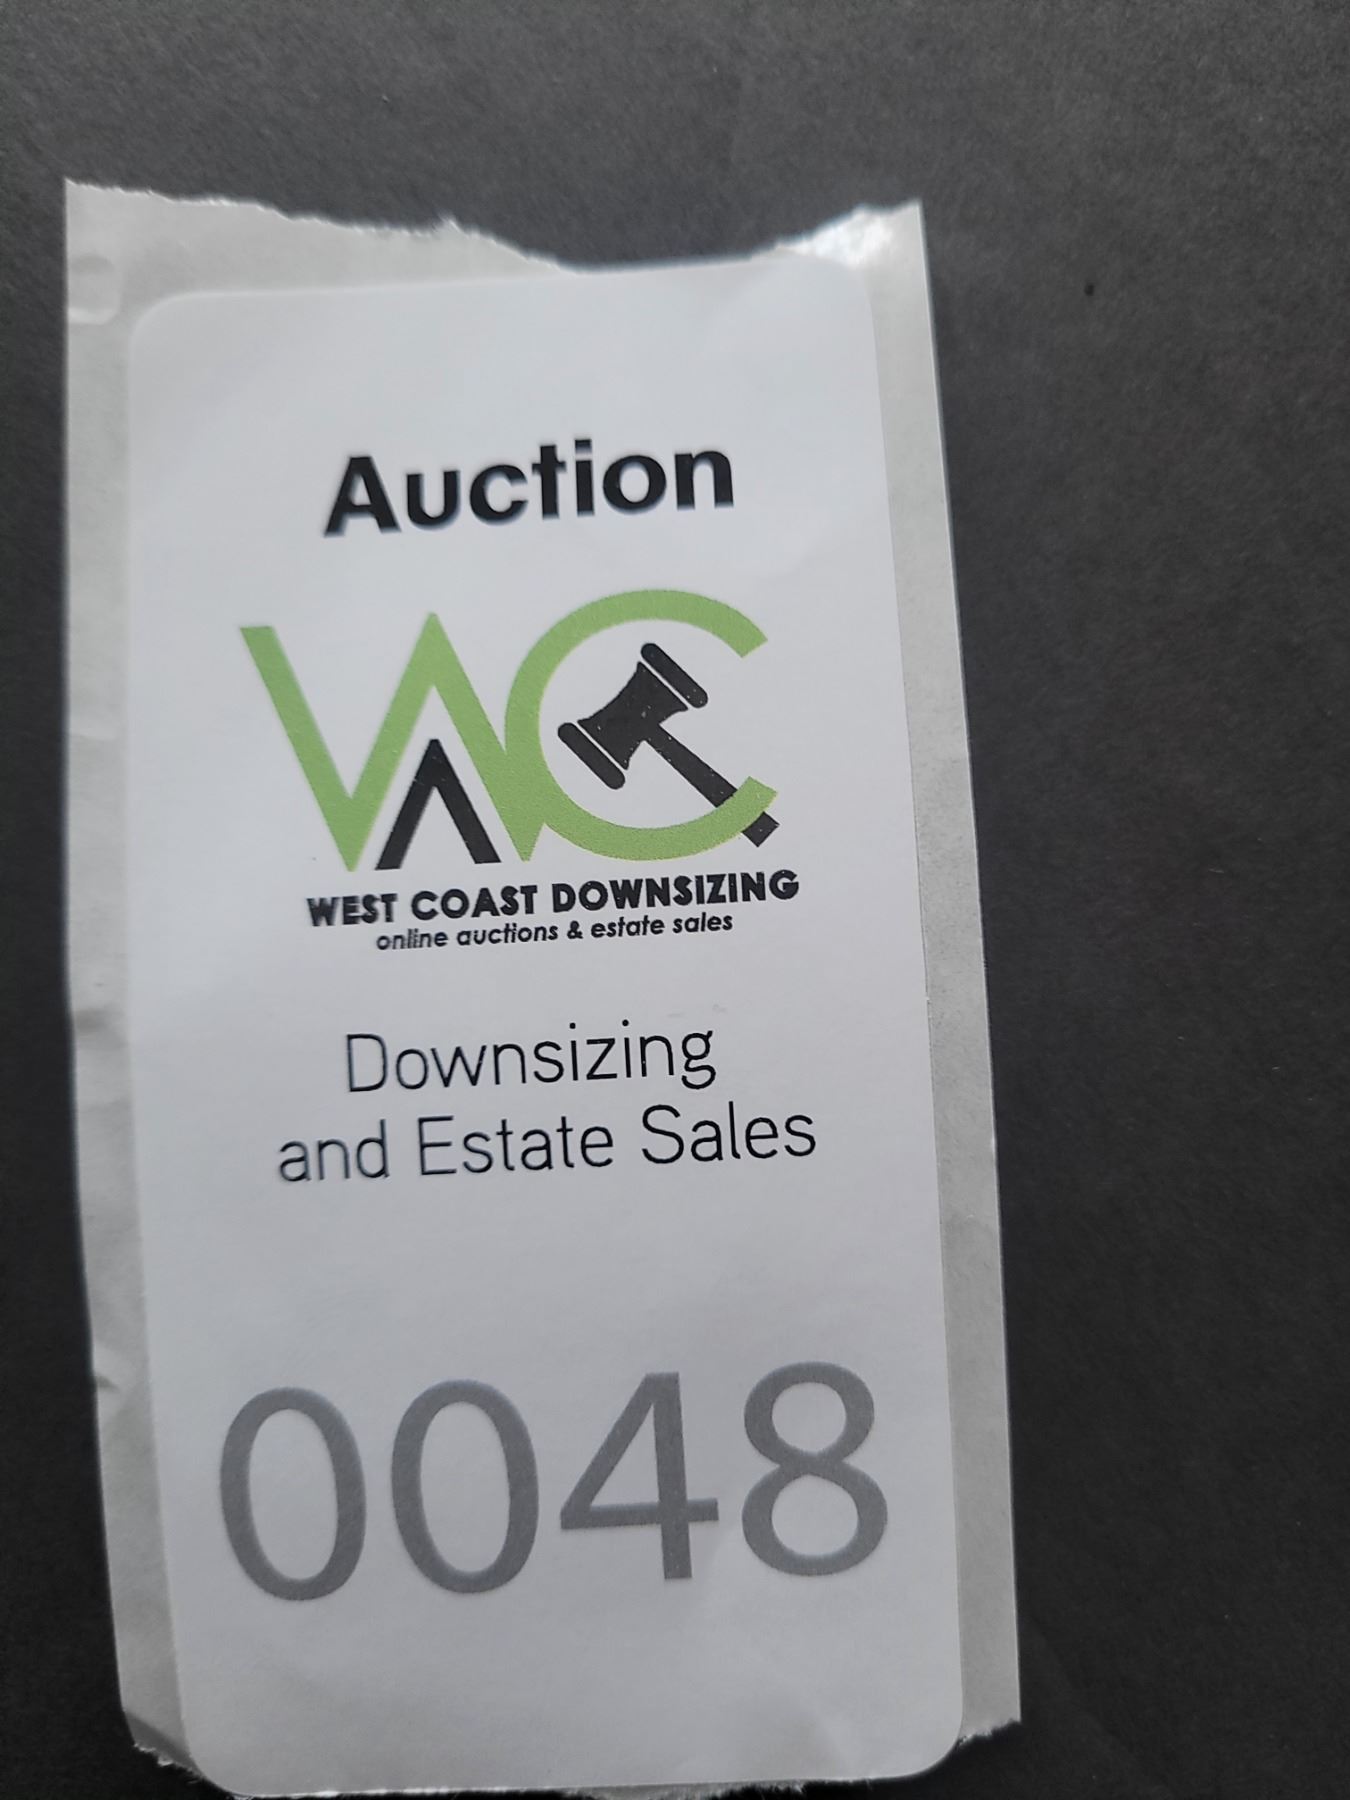 Auction
WC
WEST COAST DOWNSIZING
online auctions & estate sales
Downsizing
and Estate Sales
0048